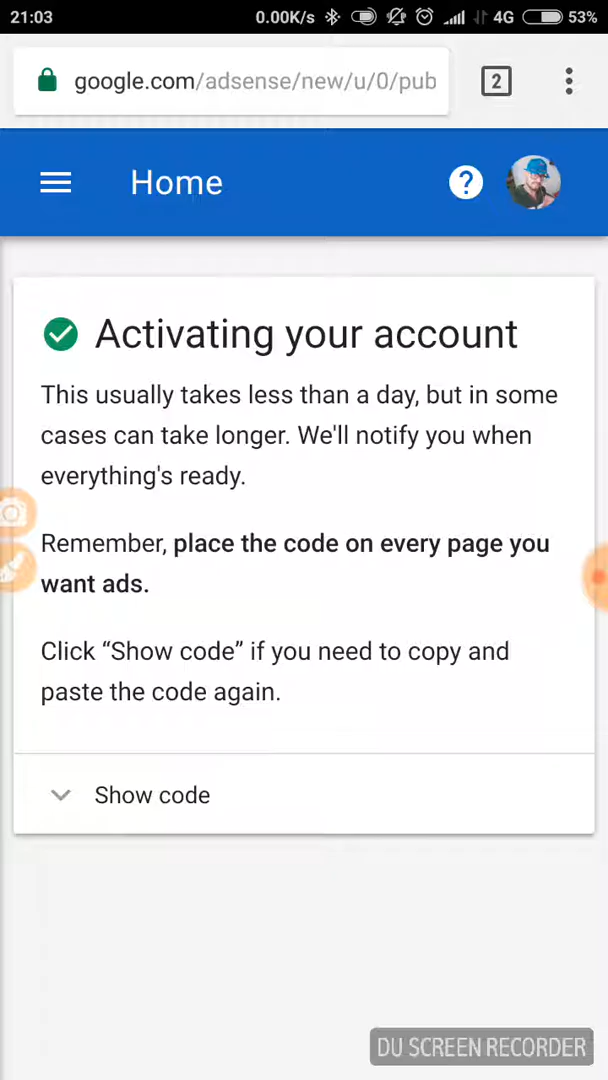 21:03 0.00K/s 4G 53%
google.com/adsense/new/u/0/pub 2
Home ?
Activating your account
This usually takes less than a day, but in some
cases can take longer. We'll notify you when
everything's ready.
Remember, place the code on every page you
want ads.
Click “Show code” if you need to copy and
paste the code again.
Show code
DU SCREEN RECORDER